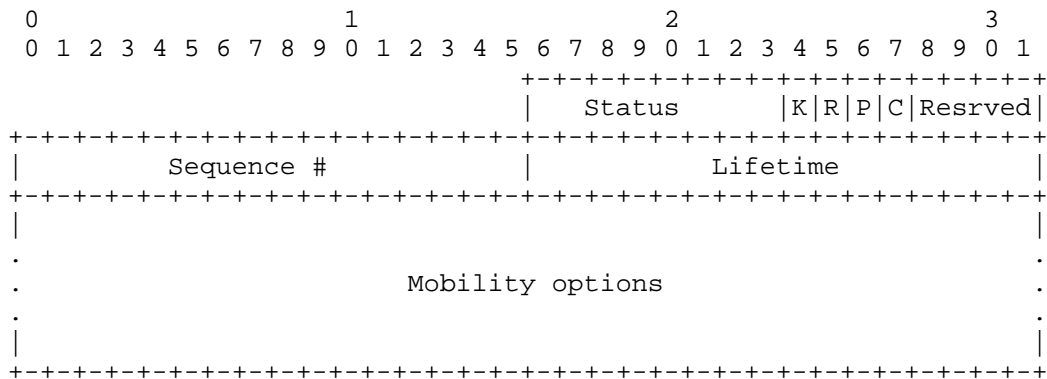 0                   1                   2                   3
 0 1 2 3 4 5 6 7 8 9 0 1 2 3 4 5 6 7 8 9 0 1 2 3 4 5 6 7 8 9 0 1
                                +-+-+-+-+-+-+-+-+-+-+-+-+-+-+-+-+
                                |   Status      |K|R|P|C|Resrved|
+-+-+-+-+-+-+-+-+-+-+-+-+-+-+-+-+-+-+-+-+-+-+-+-+-+-+-+-+-+-+-+-+
|         Sequence #            |           Lifetime            |
+-+-+-+-+-+-+-+-+-+-+-+-+-+-+-+-+-+-+-+-+-+-+-+-+-+-+-+-+-+-+-+-+
|                                                               |
.                                                               .
.                        Mobility options                       .
.                                                               .
|                                                               |
+-+-+-+-+-+-+-+-+-+-+-+-+-+-+-+-+-+-+-+-+-+-+-+-+-+-+-+-+-+-+-+-+